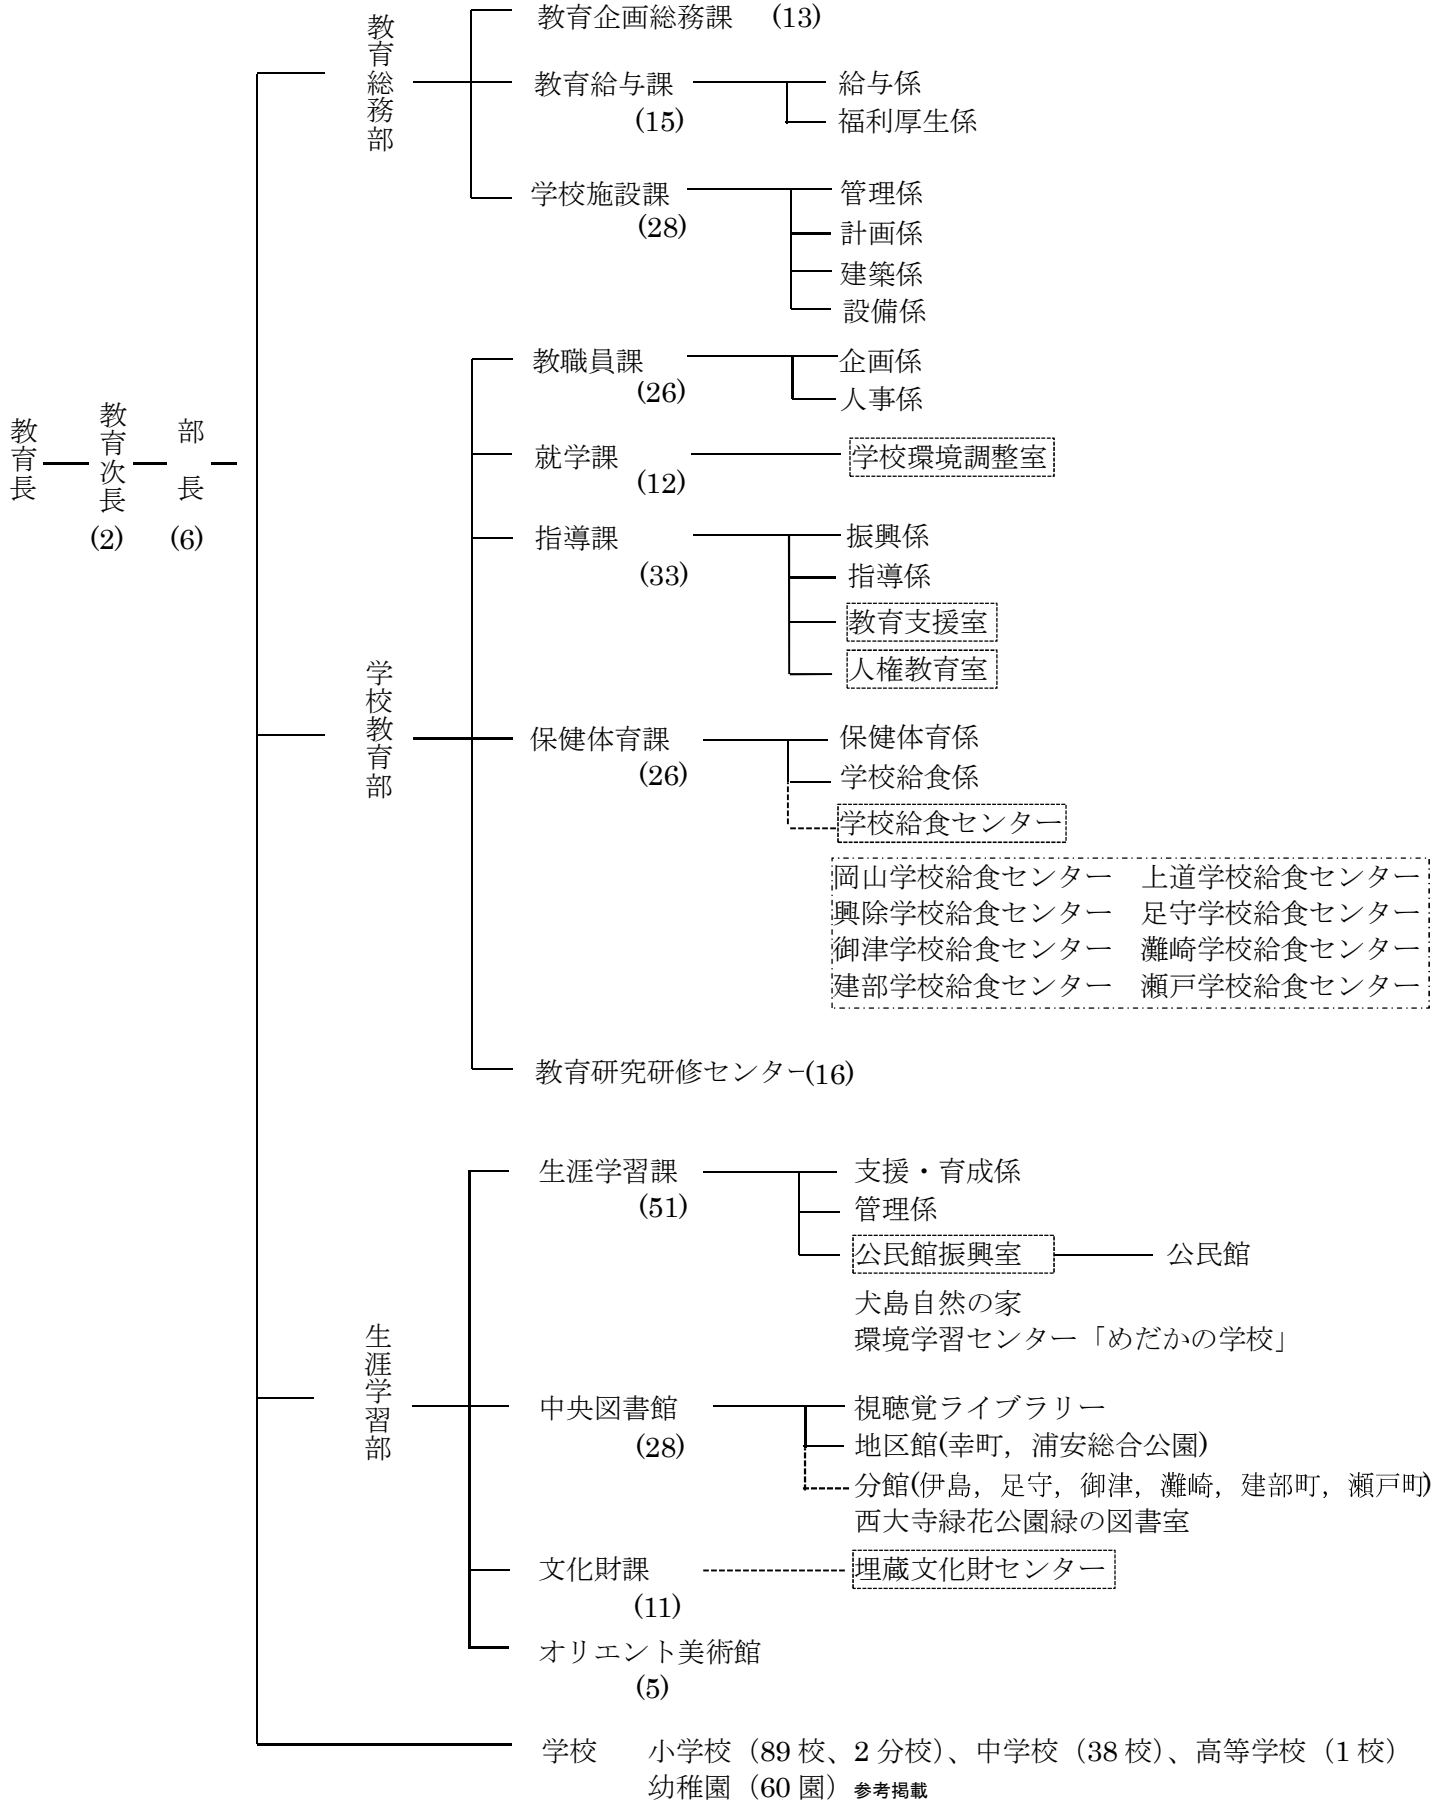 教育長
教育次長
(2)
部長
(6)
教育総務部
教育企画総務課 (13)
教育給与課
(15)
給与係
福利厚生係
学校施設課
(28)
管理係
計画係
建築係
設備係
学校教育部
教職員課
(26)
企画係
人事係
就学課
(12)
学校環境調整室
指導課
(33)
振興係
指導係
教育支援室
人権教育室
保健体育課
(26)
保健体育係
学校給食係
学校給食センター
岡山学校給食センター 上道学校給食センター
興除学校給食センター 足守学校給食センター
御津学校給食センター 灘崎学校給食センター
建部学校給食センター 瀬戸学校給食センター
教育研究研修センター(16)
生涯学習部
生涯学習課
(51)
支援・育成係
管理係
公民館振興室 公民館
犬島自然の家
環境学習センター「めだかの学校」
中央図書館
(28)
視聴覚ライブラリー
地区館(幸町，浦安総合公園)
分館(伊島，足守，御津，灘崎，建部町，瀬戸町)
西大寺緑花公園緑の図書室
文化財課
(11)
埋蔵文化財センター
オリエント美術館
(5)
学校 小学校（89 校、2 分校）、中学校（38 校）、高等学校（1 校）
幼稚園（60 園）参考掲載